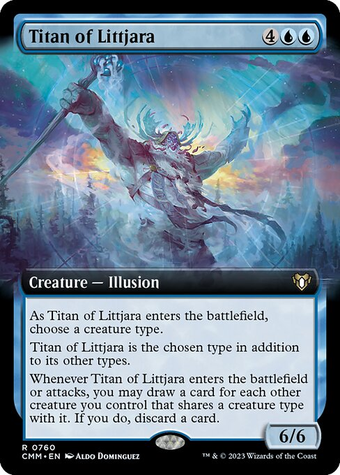 Titan of Littjara 4
Creature — Illusion
As Titan of Littjara enters the battlefield,
choose a creature type.
Titan of Littjara is the chosen type in addition
to its other types.
Whenever Titan of Littjara enters the battlefield
or attacks, you may draw a card for each other
creature you control that shares a creature type
with it. If you do, discard a card.
6/6
R 0760
CMM • EN ALDO DOMINGUEZ
™ & © 2023 Wizards of the Coast